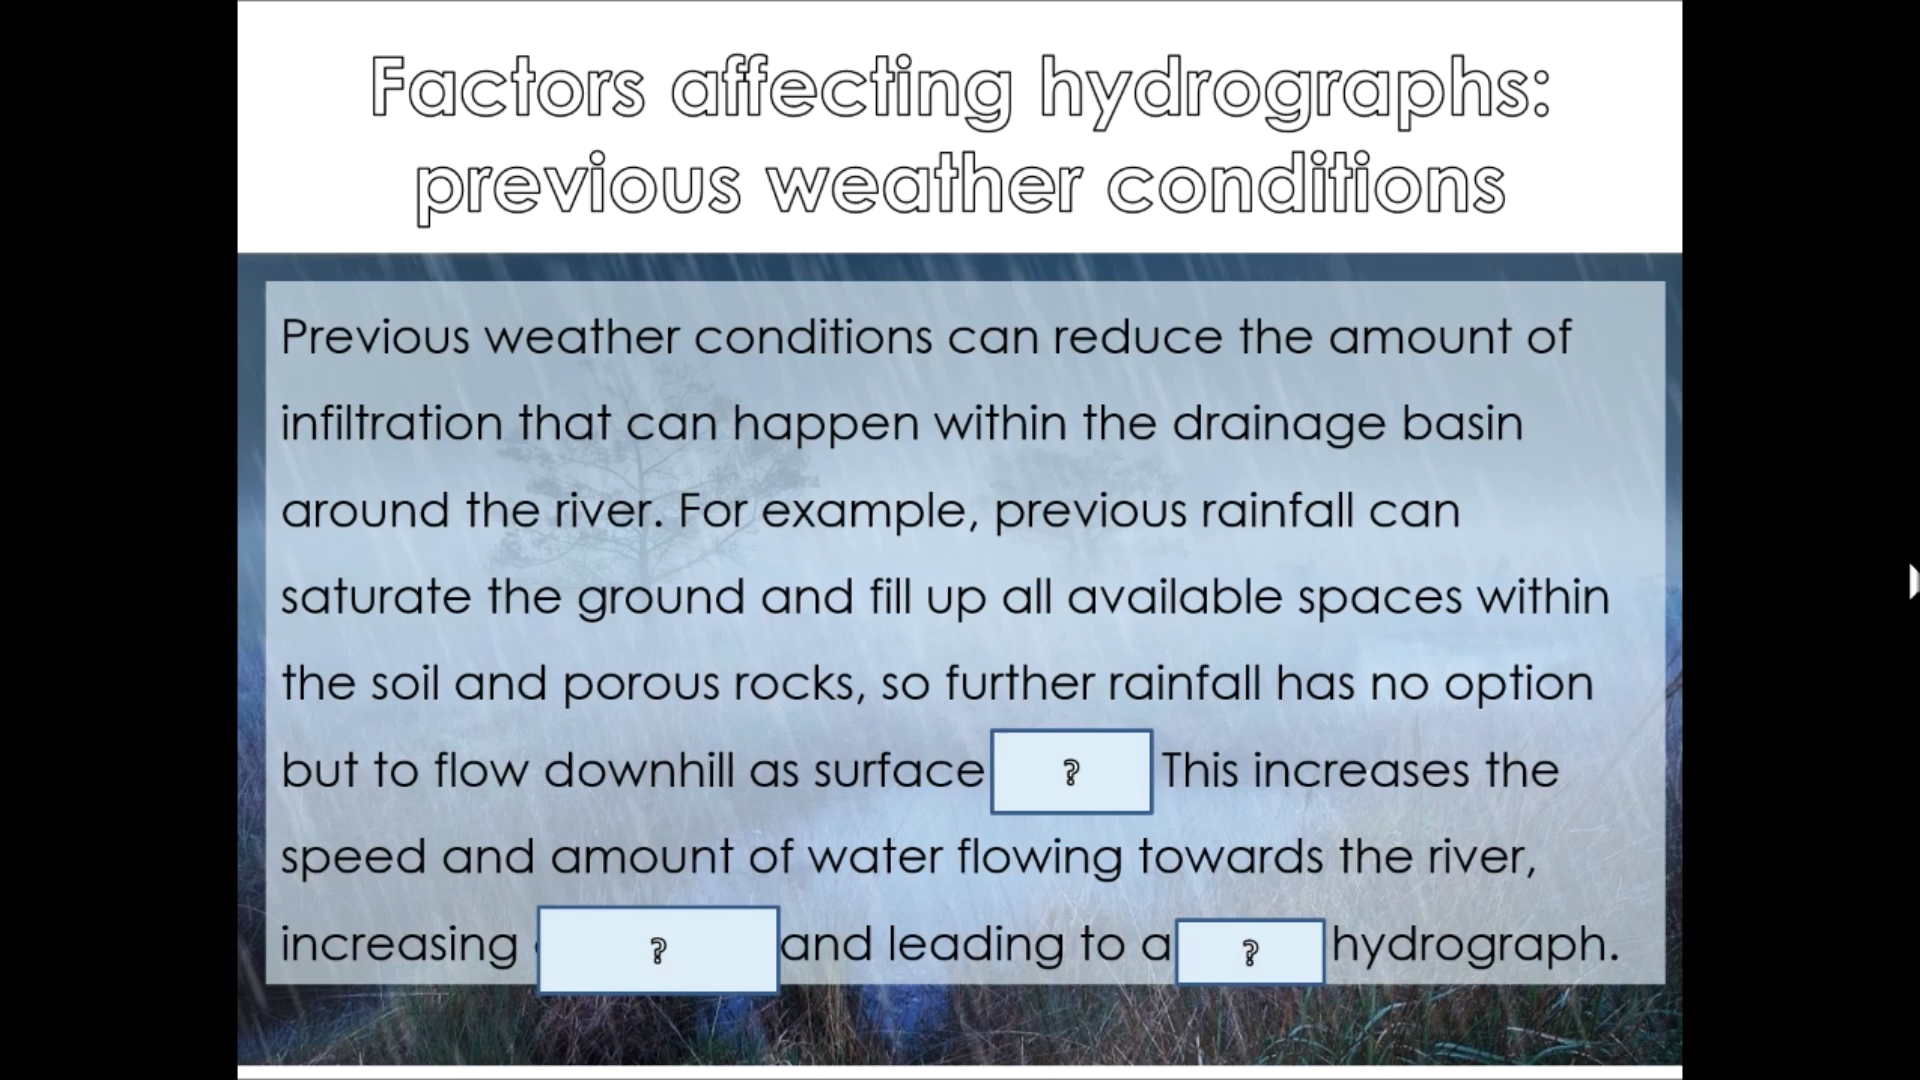 Factors affecting hydrographs:
previous weather conditions
Previous weather conditions can reduce the amount of
infiltration that can happen within the drainage basin
around the river. For example, previous rainfall can
saturate the ground and fill up all available spaces within
the soil and porous rocks, so further rainfall has no option
but to flow downhill as surface ? This increases the
speed and amount of water flowing towards the river,
increasing ? and leading to a ? hydrograph.